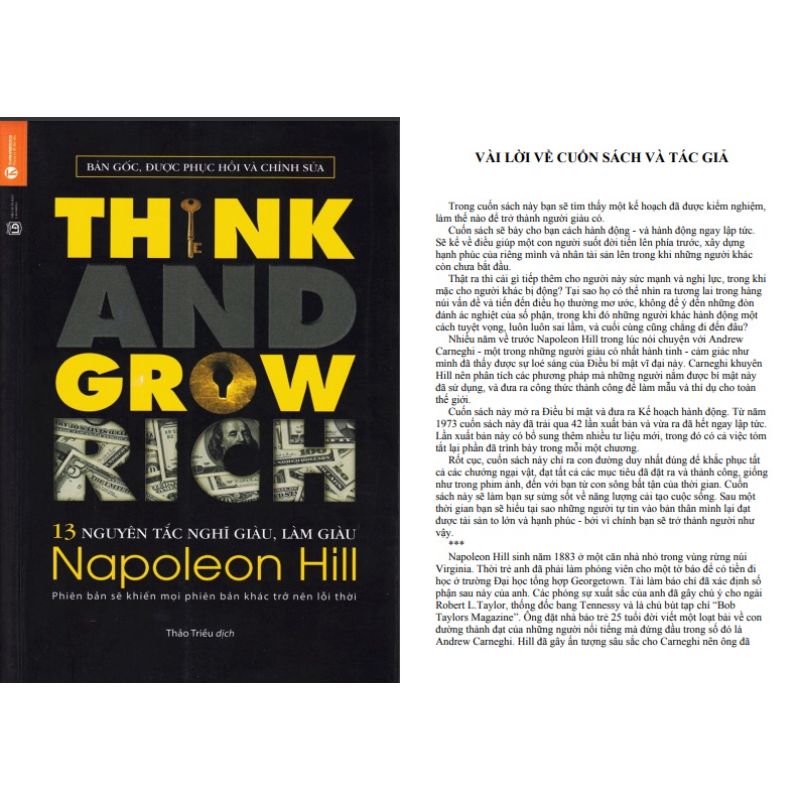 BẢN GỐC, ĐƯỢC PHỤC HỒI VÀ CHỈNH SỬA
THINK
AND
GROW
RICH
13 NGUYÊN TẮC NGHĨ GIÀU, LÀM GIÀU
Napoleon Hill
Phiên bản sẽ khiến mọi phiên bản khác trở nên lỗi thời
Thảo Triều dịch
VÀI LỜI VỀ CUỐN SÁCH VÀ TÁC GIẢ
Trong cuốn sách này bạn sẽ tìm thấy một kế hoạch đã được kiểm nghiệm,
làm thế nào để trở thành người giàu có.
Cuốn sách sẽ bày cho bạn cách hành động - và hành động ngay lập tức.
Sẽ kể về điều giúp một con người suốt đời tiến lên phía trước, xây dựng
hạnh phúc của riêng mình và nhân tài sản lên trong khi những người khác
còn chưa bắt đầu.
Thật ra thì cái gì tiếp thêm cho người này sức mạnh và nghị lực, trong khi
mặc cho người khác bị động? Tại sao họ có thể nhìn ra tương lai trong hàng
núi vấn đề và tiến đến điều họ thường mơ ước, không để ý đến những đòn
đánh ác nghiệt của số phận, trong khi đó những người khác hành động một
cách tuyệt vọng, luôn luôn sai lầm, và cuối cùng cũng chẳng đi đến đâu?
Nhiều năm về trước Napoleon Hill trong lúc nói chuyện với Andrew
Carneghi - một trong những người giàu có nhất hành tinh - cảm giác như
mình đã thấy được sự loé sáng của Điều bí mật vĩ đại này. Carneghi khuyên
Hill nên phân tích các phương pháp mà những người nắm được bí mật này
đã sử dụng, và đưa ra công thức thành công để làm mẫu và thí dụ cho toàn
thế giới.
Cuốn sách này mở ra Điều bí mật và đưa ra Kế hoạch hành động. Từ năm
1973 cuốn sách này đã trải qua 42 lần xuất bản và vừa ra đã hết ngay lập tức.
Lần xuất bản này có bổ sung thêm nhiều tư liệu mới, trong đó có cả việc tóm
tắt lại phần đã trình bày trong mỗi một chương.
Rốt cục, cuốn sách này chỉ ra con đường duy nhất đúng để khắc phục tất
cả các chướng ngại vật, đạt tất cả các mục tiêu đã đặt ra và thành công, giống
như trong phim ảnh, đến với bạn từ con sông bất tận của thời gian. Cuốn
sách này sẽ làm bạn sự sửng sốt về năng lượng cải tạo cuộc sống. Sau một
thời gian bạn sẽ hiểu tại sao những người tự tin vào bản thân mình lại đạt
được tài sản to lớn và hạnh phúc - bởi vì chính bạn sẽ trở thành người như
vậy.
***
Napoleon Hill sinh năm 1883 ở một căn nhà nhỏ trong vùng rừng núi
Virginia. Thời trẻ anh đã phải làm phóng viên cho một tờ báo để có tiền đi
học ở trường Đại học tổng hợp Georgetown. Tài làm báo chí đã xác định số
phận sau này của anh. Các phóng sự xuất sắc của anh đã gây chú ý cho ngài
Robert L.Taylor, thống đốc bang Tennessy và là chủ bút tạp chí “Bob
Taylors Magazine”. Ông đặt nhà báo trẻ 25 tuổi đời viết một loạt bài về con
đường thành đạt của những người nổi tiếng mà đứng đầu trong số đó là
Andrew Carneghi. Hill đã gây ấn tượng sâu sắc cho Carneghi nên ông đã